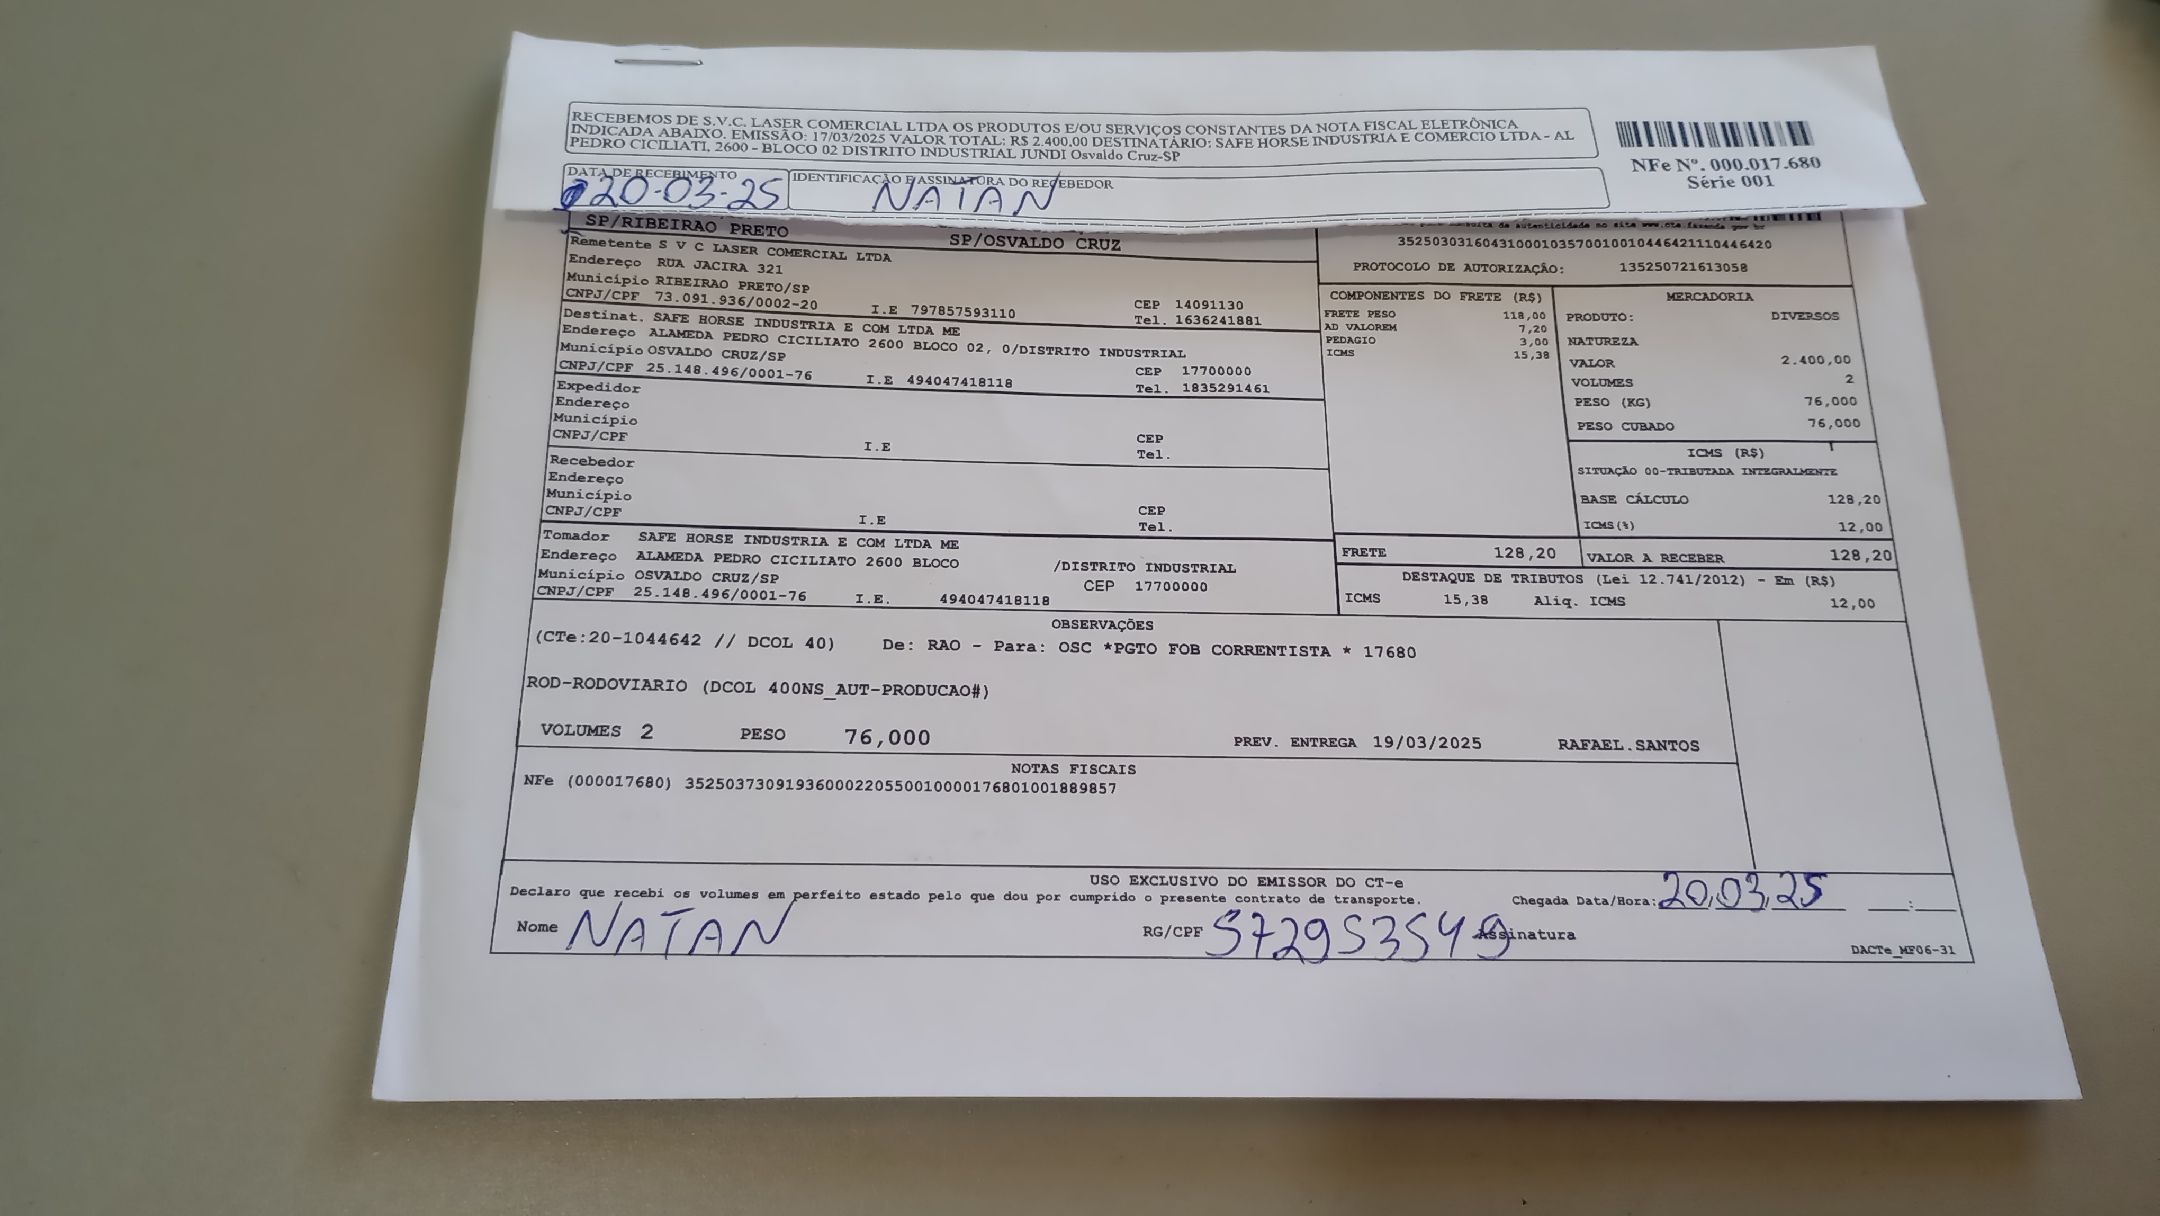 RECEBEMOS DE S.V.C. LASER COMERCIAL LTDA OS PRODUTOS E/OU SERVIÇOS CONSTANTES DA NOTA FISCAL ELETRÔNICA
INDICADA ABAIXO. EMISSÃO: 17/03/2025 VALOR TOTAL: R$ 2.400,00 DESTINATÁRIO: SAFE HORSE INDUSTRIA E COMERCIO LTDA - AL
PEDRO CICILIATI, 2600 - BLOCO 02 DISTRITO INDUSTRIAL JUNDI Osvaldo Cruz-SP
NFe Nº. 000.017.680
Série 001
DATA DE RECEBIMENTO
20-03-25
IDENTIFICAÇÃO E ASSINATURA DO RECEBEDOR
NATAN
SP/RIBEIRAO PRETO
SP/OSVALDO CRUZ
Remetente S V C LASER COMERCIAL LTDA
Endereço RUA JACIRA 321
Município RIBEIRAO PRETO/SP CEP 14091130
CNPJ/CPF 73.091.936/0002-20 I.E 797857593110 Tel. 1636241881
Destinat. SAFE HORSE INDUSTRIA E COM LTDA ME
Endereço ALAMEDA PEDRO CICILIATO 2600 BLOCO 02, 0/DISTRITO INDUSTRIAL
Município OSVALDO CRUZ/SP CEP 17700000
CNPJ/CPF 25.148.496/0001-76 I.E 494047418118 Tel. 1835291461
Expedidor
Endereço
Município CEP
CNPJ/CPF I.E Tel.
Recebedor
Endereço
Município CEP
CNPJ/CPF I.E Tel.
Tomador SAFE HORSE INDUSTRIA E COM LTDA ME
Endereço ALAMEDA PEDRO CICILIATO 2600 BLOCO /DISTRITO INDUSTRIAL
Município OSVALDO CRUZ/SP CEP 17700000
CNPJ/CPF 25.148.496/0001-76 I.E. 494047418118
consulta de autenticidade no site www.cte.fazenda.gov.br
35250303160431000103570010010446421110446420
PROTOCOLO DE AUTORIZAÇÃO: 135250721613058
COMPONENTES DO FRETE (R$)
FRETE PESO 118,00
AD VALOREM 7,20
PEDAGIO 3,00
ICMS 15,38
MERCADORIA
PRODUTO: DIVERSOS
NATUREZA
VALOR 2.400,00
VOLUMES 2
PESO (KG) 76,000
PESO CUBADO 76,000
ICMS (R$)
SITUAÇÃO 00-TRIBUTADA INTEGRALMENTE
BASE CÁLCULO 128,20
ICMS(%) 12,00
FRETE 128,20 VALOR A RECEBER 128,20
DESTAQUE DE TRIBUTOS (Lei 12.741/2012) - Em (R$)
ICMS 15,38 Aliq. ICMS 12,00
OBSERVAÇÕES
(CTe:20-1044642 // DCOL 40) De: RAO - Para: OSC *PGTO FOB CORRENTISTA * 17680
ROD-RODOVIARIO (DCOL 400NS_AUT-PRODUCAO#)
VOLUMES 2 PESO 76,000 PREV. ENTREGA 19/03/2025 RAFAEL.SANTOS
NOTAS FISCAIS
NFe (000017680) 35250373091936000220550010000176801001889857
USO EXCLUSIVO DO EMISSOR DO CT-e
Declaro que recebi os volumes em perfeito estado pelo que dou por cumprido o presente contrato de transporte. Chegada Data/Hora: 20,03,25 __:__
Nome NATAN RG/CPF 572953549 Assinatura
DACTe_MF06-31